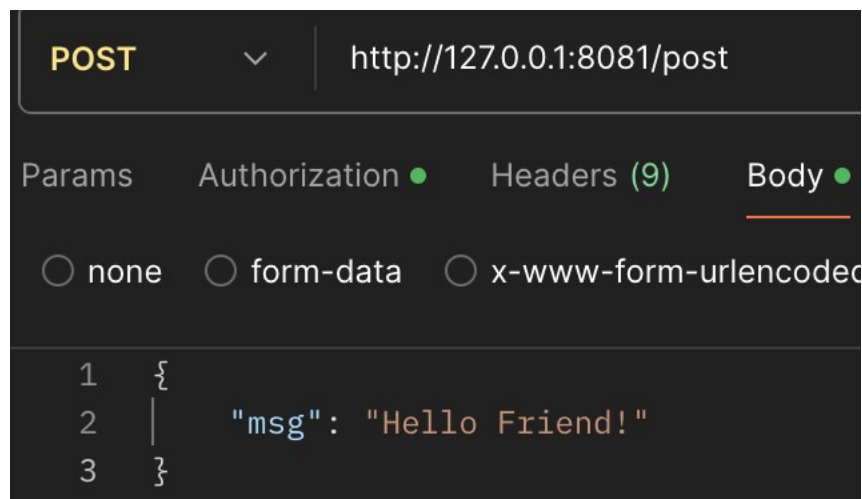 POST http://127.0.0.1:8081/post
Params Authorization Headers (9) Body
none form-data x-www-form-urlencoded
1 {
2 "msg": "Hello Friend!"
3 }